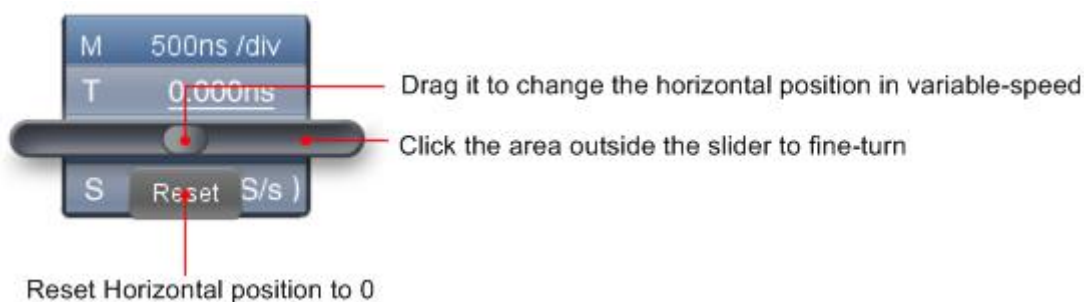 M 500ns /div
T 0.000ns
Drag it to change the horizontal position in variable-speed
Click the area outside the slider to fine-turn
S Reset S/s )
Reset Horizontal position to 0